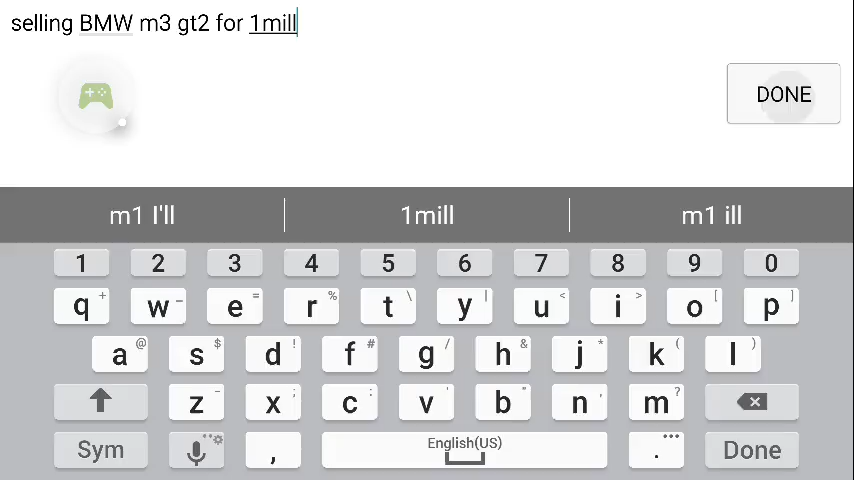 selling BMW m3 gt2 for 1mill
DONE
m1 I'll 1mill m1 ill
1 2 3 4 5 6 7 8 9 0
q + w - e = r % t \ y | u < i > o [ p ]
a @ s $ d ! f # g / h & j * k ( l )
z - x ; c : v ' b " n , m ?
Sym , English(US) . ... Done